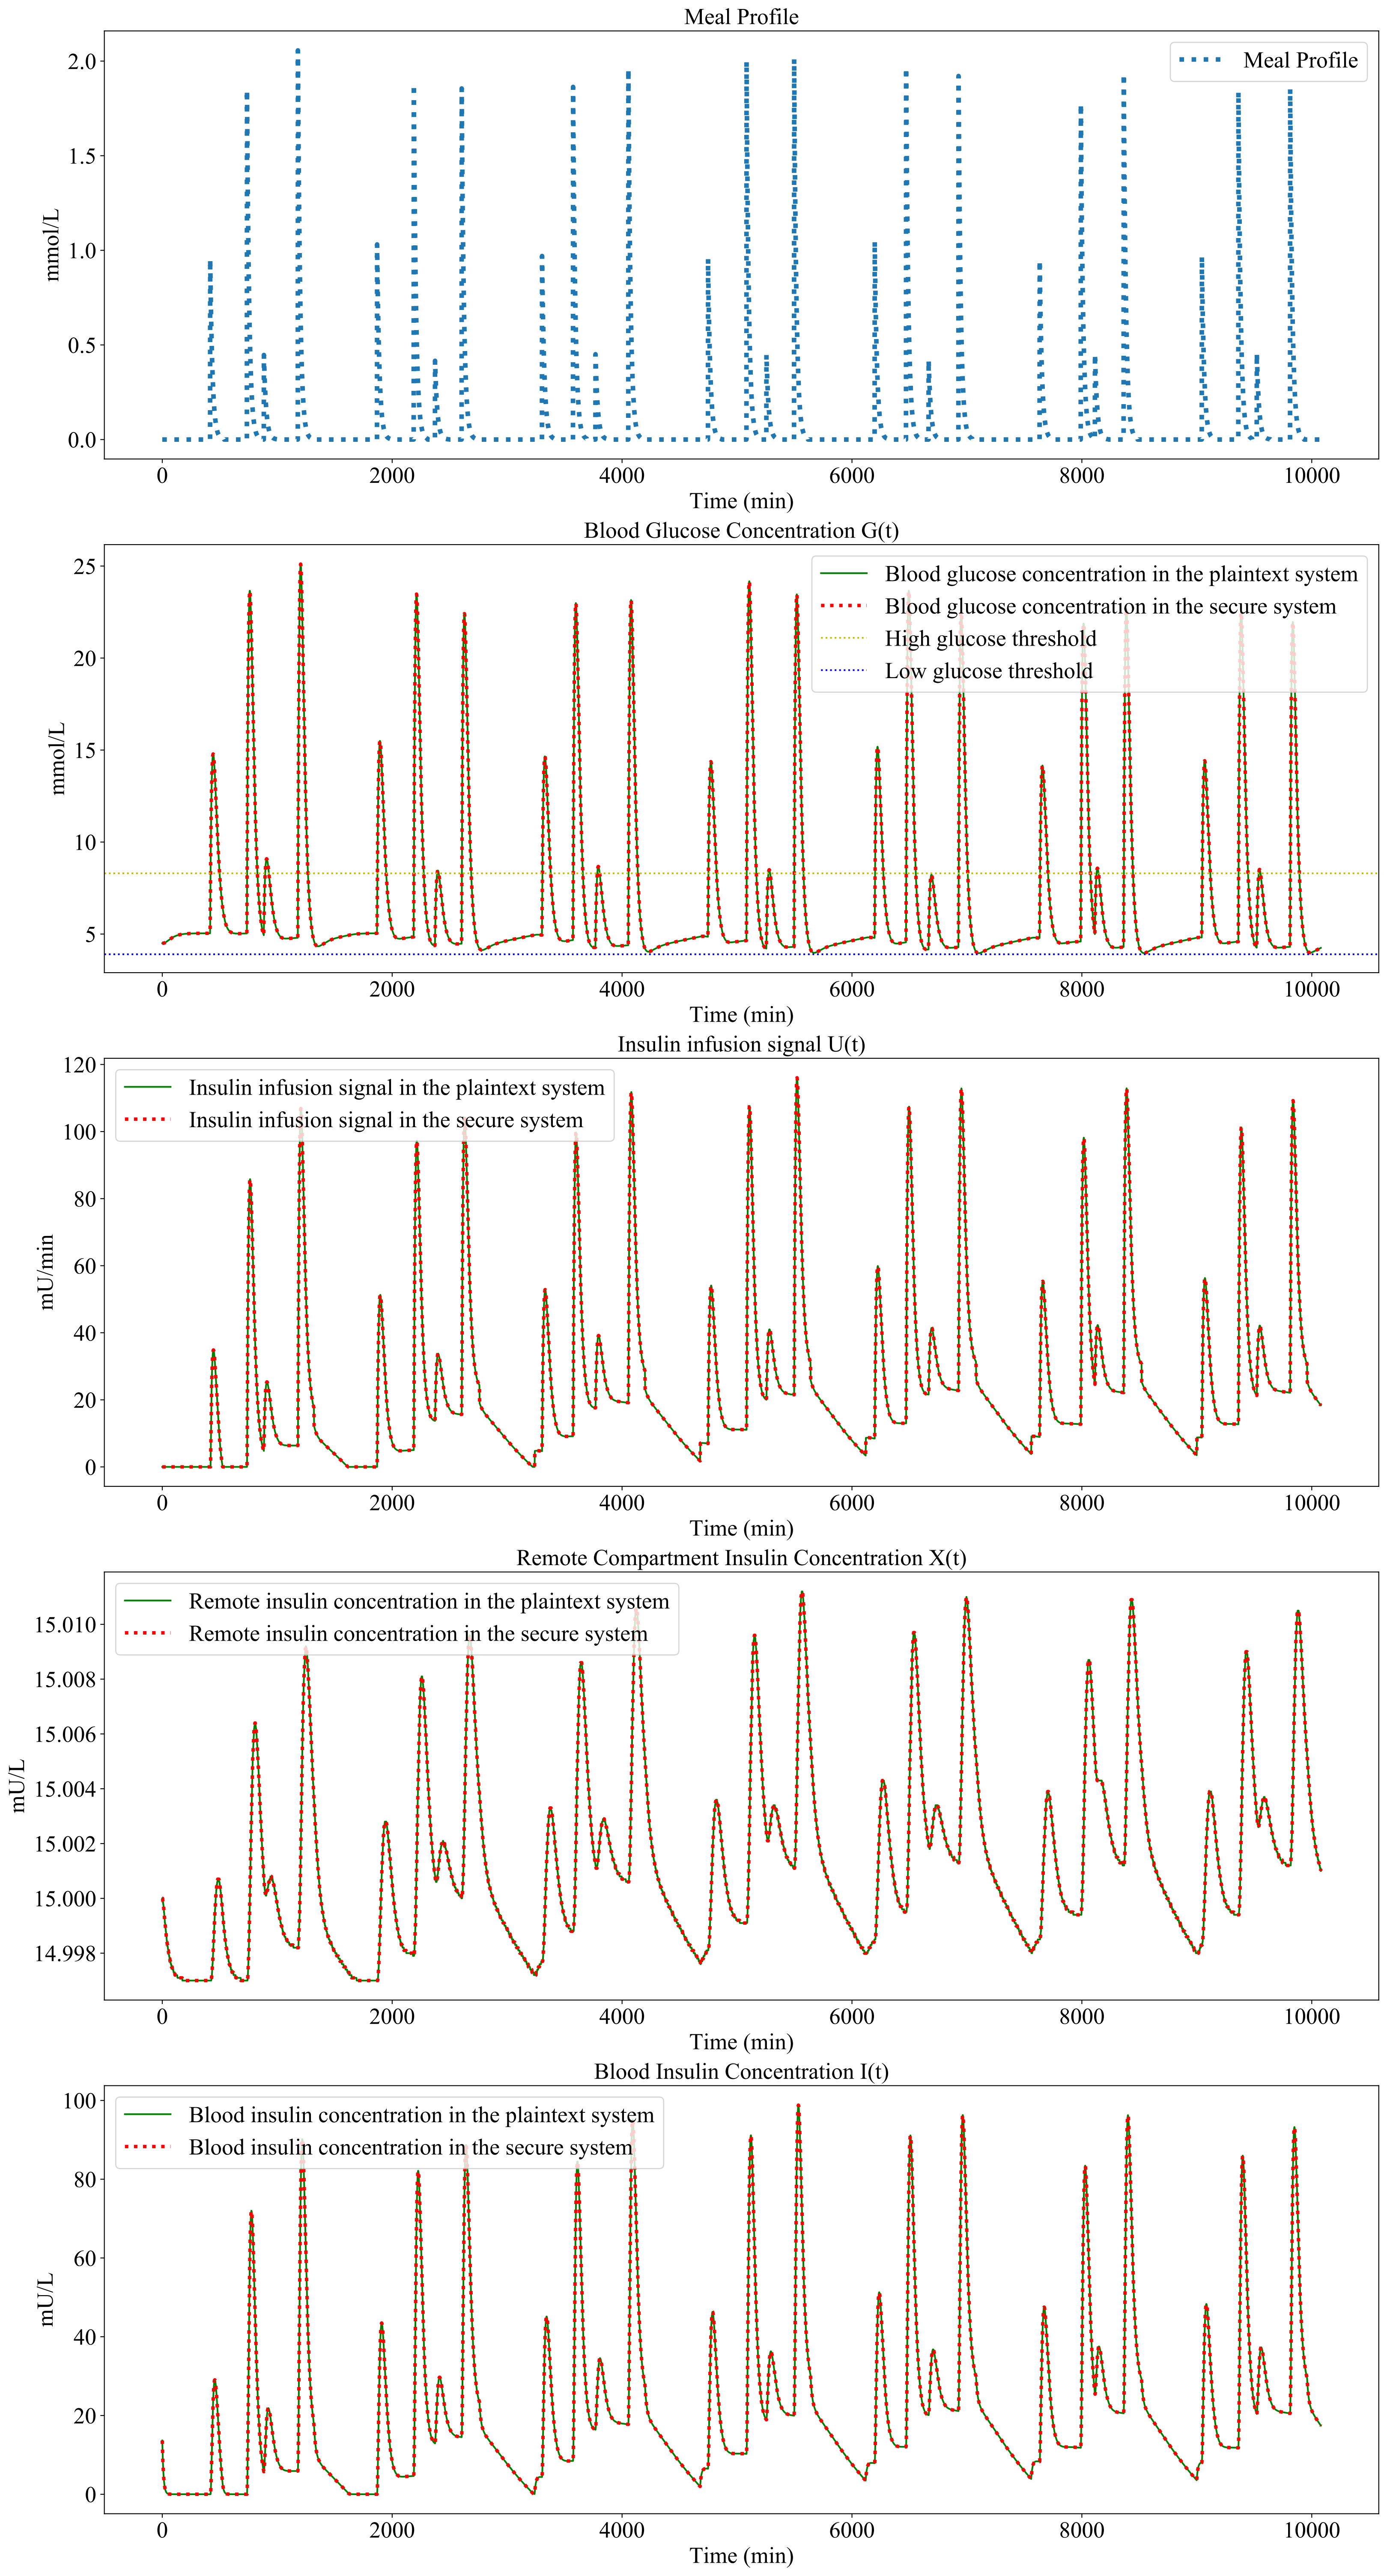 Meal Profile
2.0
1.5
1.0
0.5
0.0
mmol/L
Meal Profile
0 2000 4000 6000 8000 10000
Time (min)
Blood Glucose Concentration G(t)
25
20
15
10
5
mmol/L
Blood glucose concentration in the plaintext system
Blood glucose concentration in the secure system
High glucose threshold
Low glucose threshold
0 2000 4000 6000 8000 10000
Time (min)
Insulin infusion signal U(t)
120
100
80
60
40
20
0
mU/min
Insulin infusion signal in the plaintext system
Insulin infusion signal in the secure system
0 2000 4000 6000 8000 10000
Time (min)
Remote Compartment Insulin Concentration X(t)
15.010
15.008
15.006
15.004
15.002
15.000
14.998
mU/L
Remote insulin concentration in the plaintext system
Remote insulin concentration in the secure system
0 2000 4000 6000 8000 10000
Time (min)
Blood Insulin Concentration I(t)
100
80
60
40
20
0
mU/L
Blood insulin concentration in the plaintext system
Blood insulin concentration in the secure system
0 2000 4000 6000 8000 10000
Time (min)